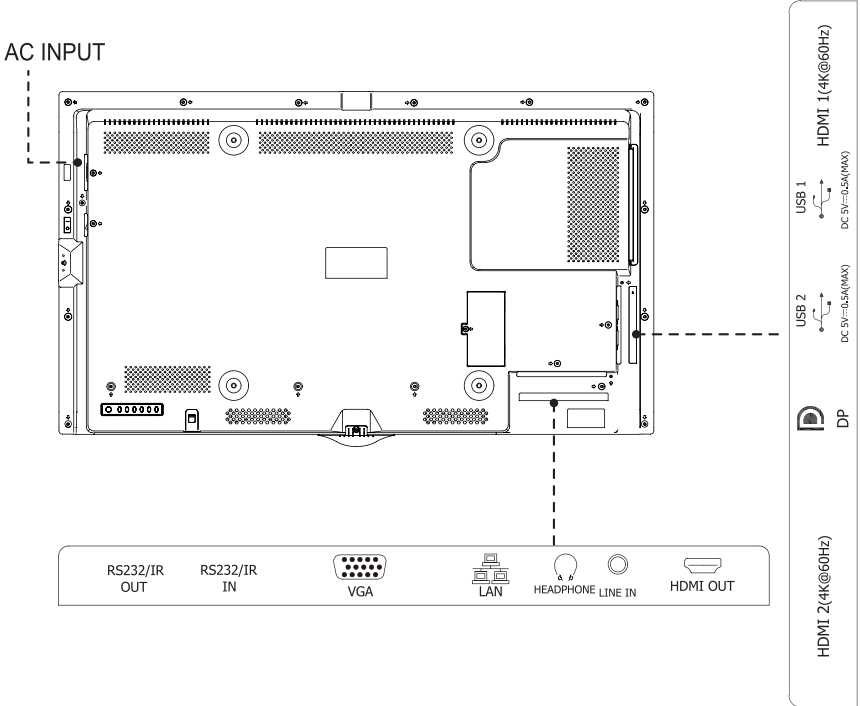 AC INPUT
HDMI 1(4K@60Hz)
USB 1
DC 5V⎓0.5A(MAX)
USB 2
DC 5V⎓0.5A(MAX)
DP
HDMI 2(4K@60Hz)
RS232/IR
OUT
RS232/IR
IN
VGA
LAN
HEADPHONE
LINE IN
HDMI OUT